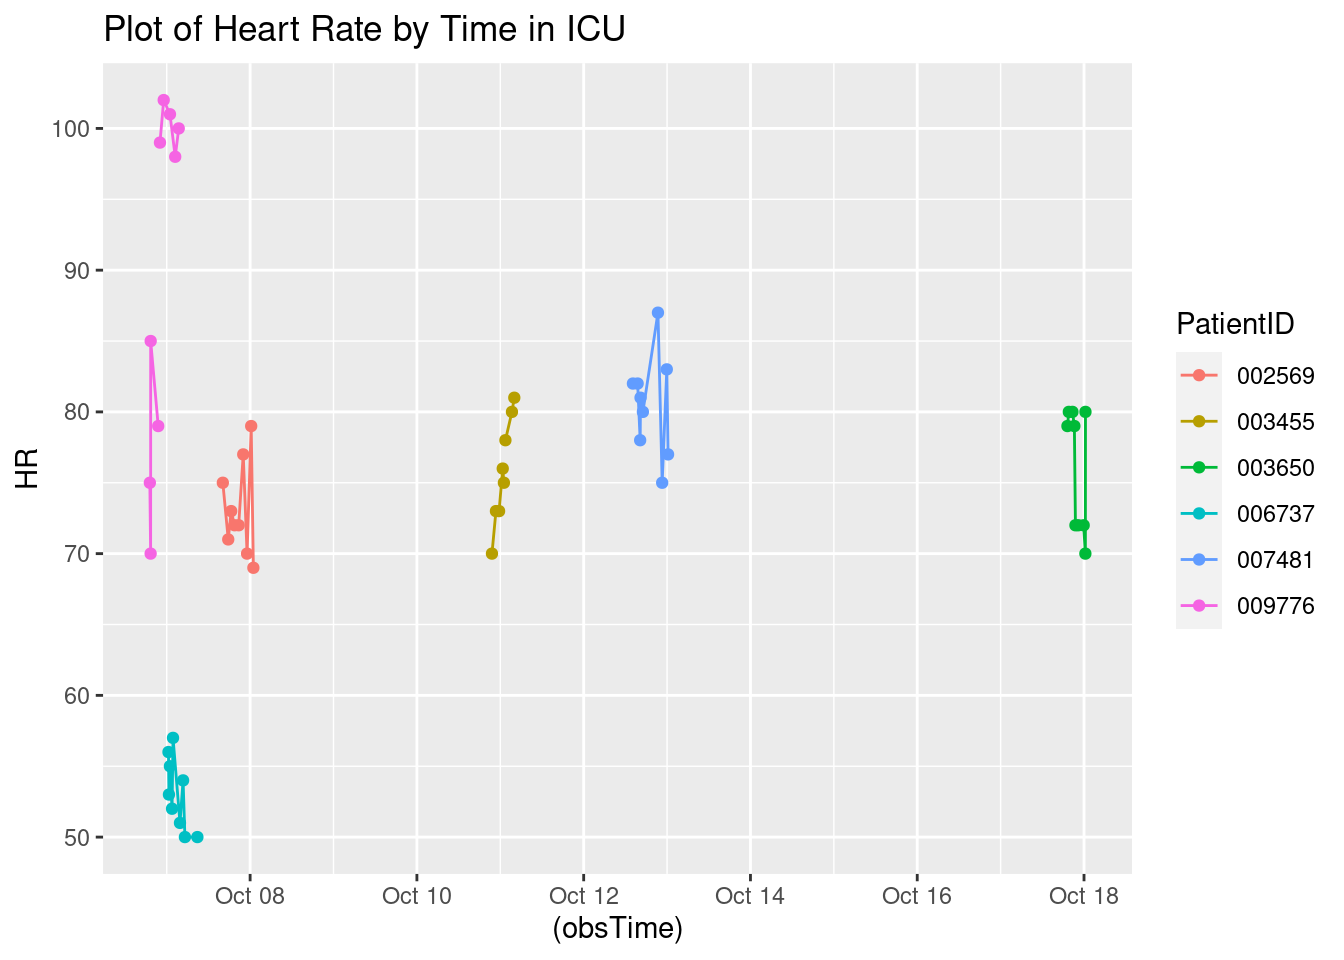 Plot of Heart Rate by Time in ICU
100
90
80
70
60
50
HR
Oct 08 Oct 10 Oct 12 Oct 14 Oct 16 Oct 18
(obsTime)
PatientID
002569
003455
003650
006737
007481
009776